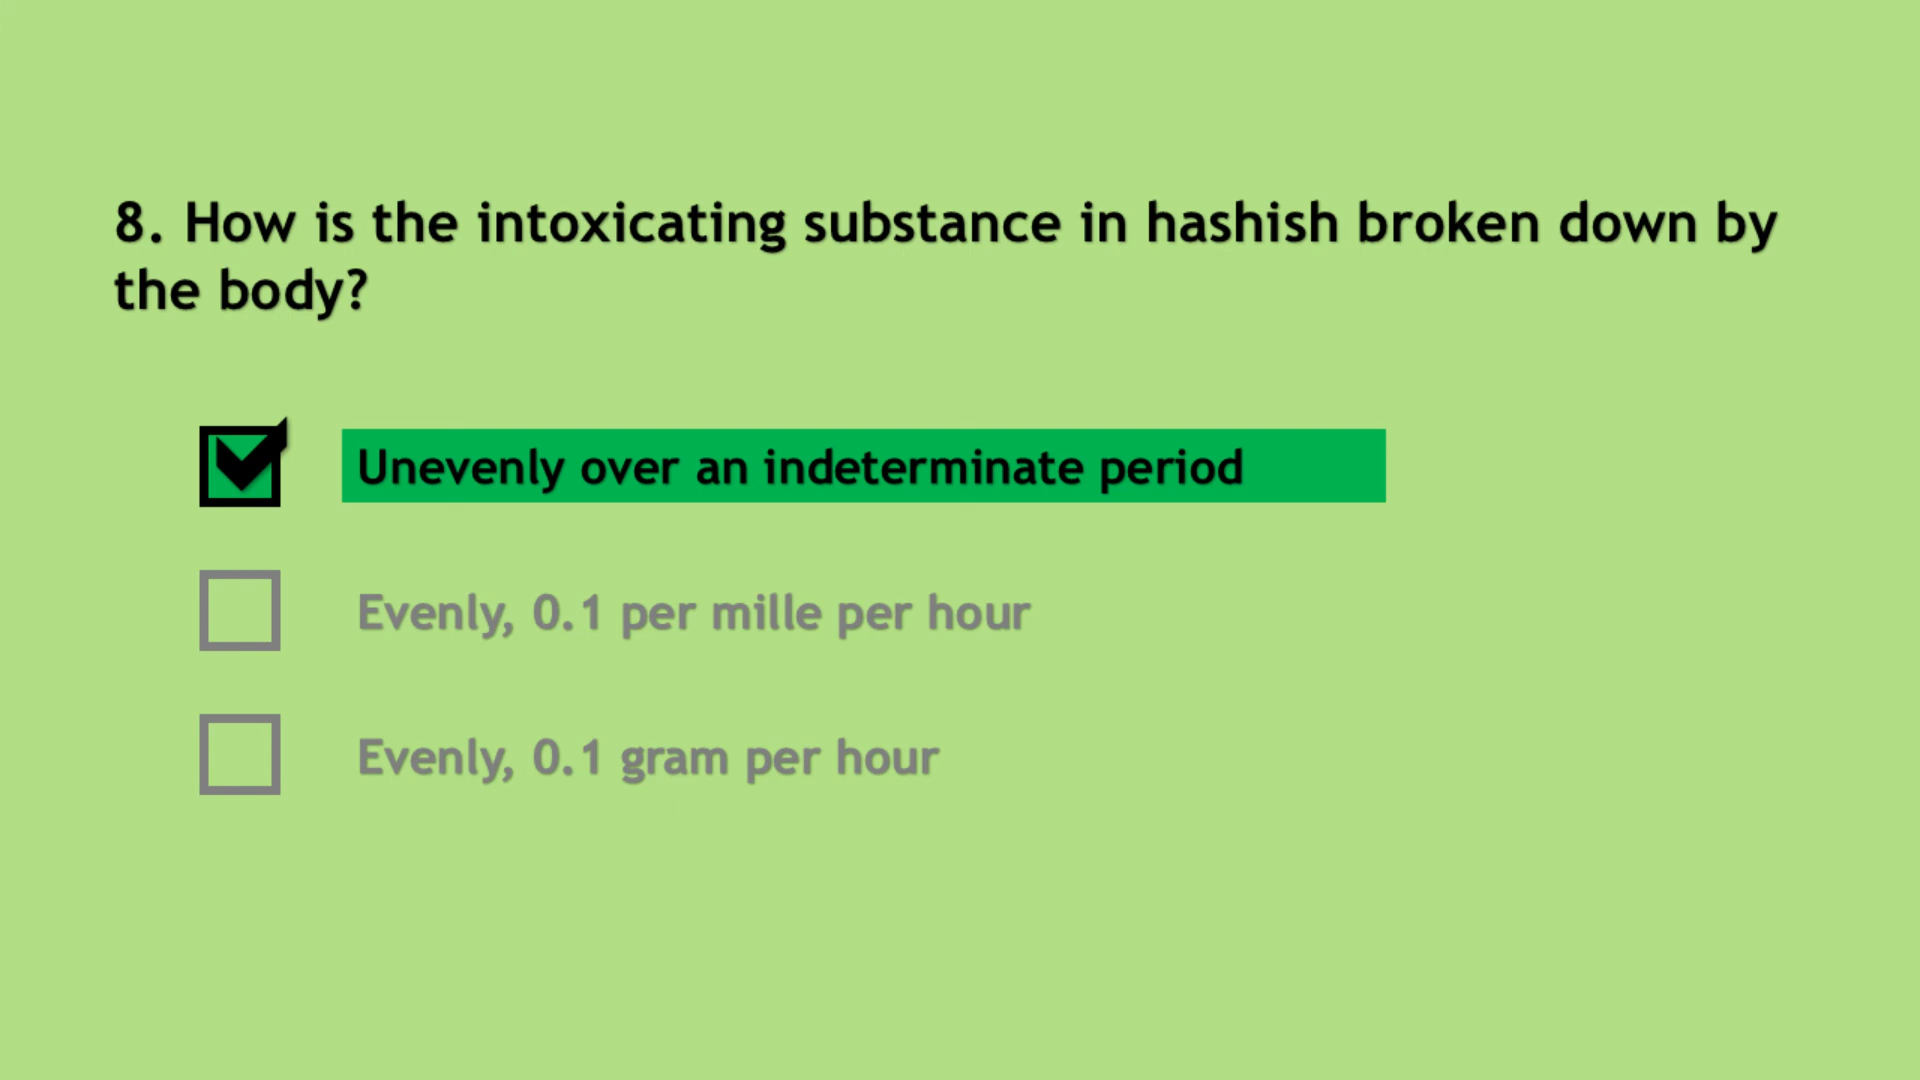 8. How is the intoxicating substance in hashish broken down by
the body?
Unevenly over an indeterminate period
Evenly, 0.1 per mille per hour
Evenly, 0.1 gram per hour